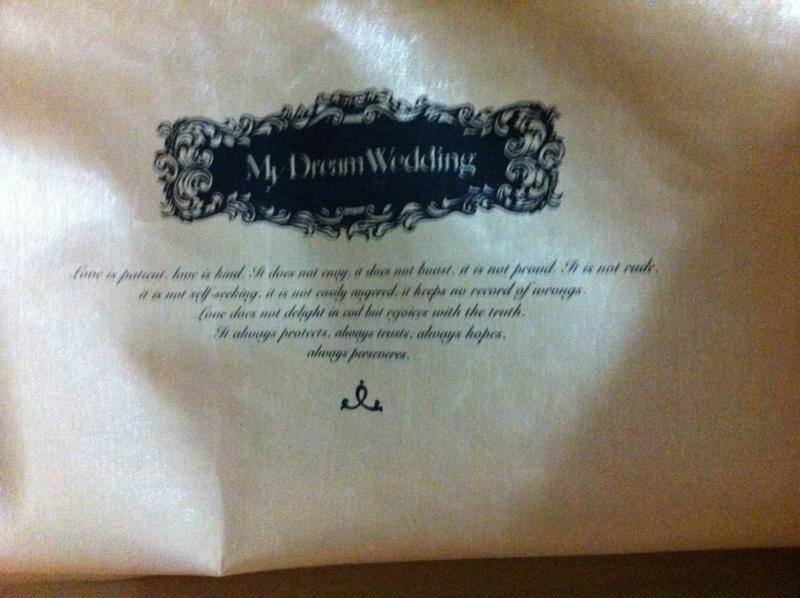 My Dream Wedding
Love is patient, love is kind. It does not envy, it does not boast, it is not proud. It is not rude,
it is not self-seeking, it is not easily angered, it keeps no record of wrongs.
Love does not delight in evil but rejoices with the truth.
It always protects, always trusts, always hopes,
always perseveres.